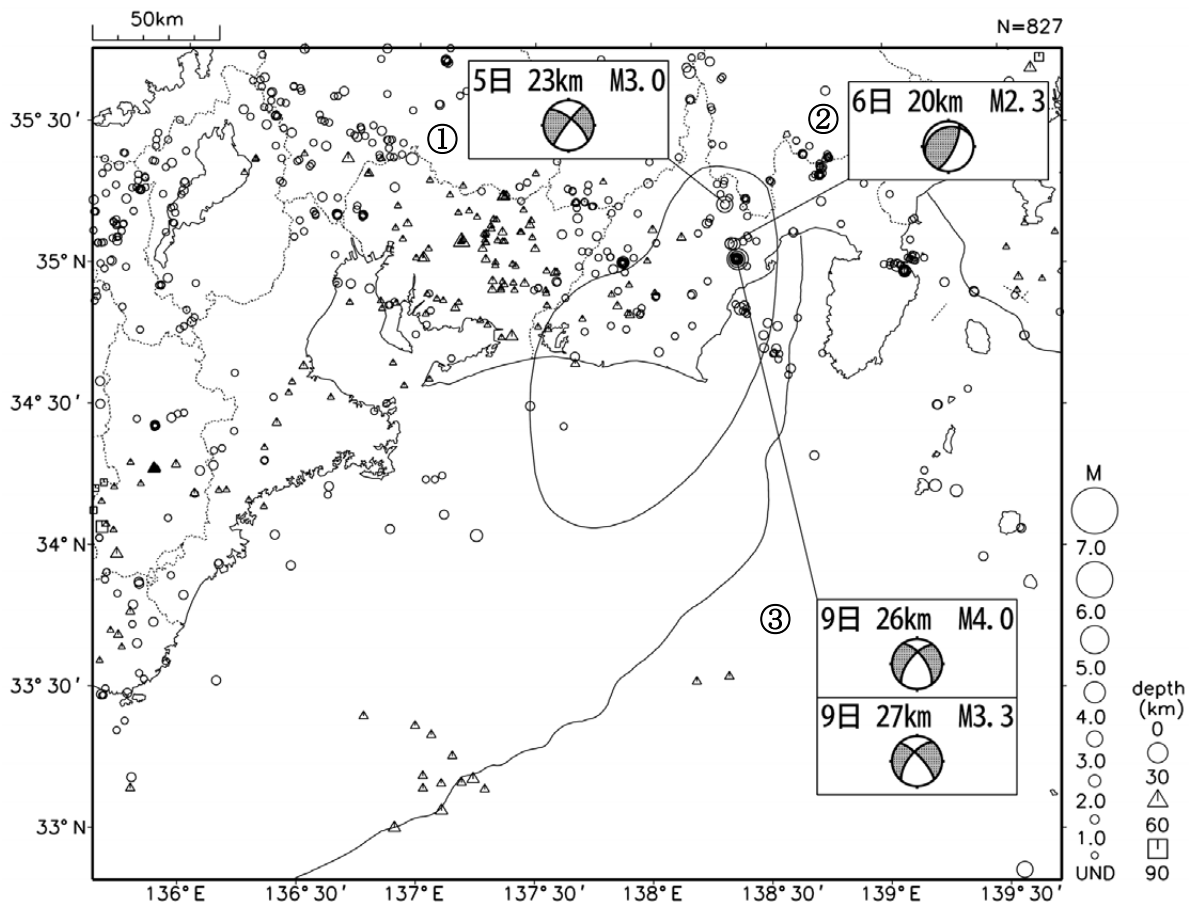 50km
N=827
5日 23km M3.0
①
②
6日 20km M2.3
35°30′
35°N
34°30′
34°N
33°30′
33°N
③
9日 26km M4.0
9日 27km M3.3
M
7.0
6.0
5.0
4.0
3.0
2.0
1.0
UND
depth
(km)
0
30
60
90
136°E
136°30′
137°E
137°30′
138°E
138°30′
139°E
139°30′